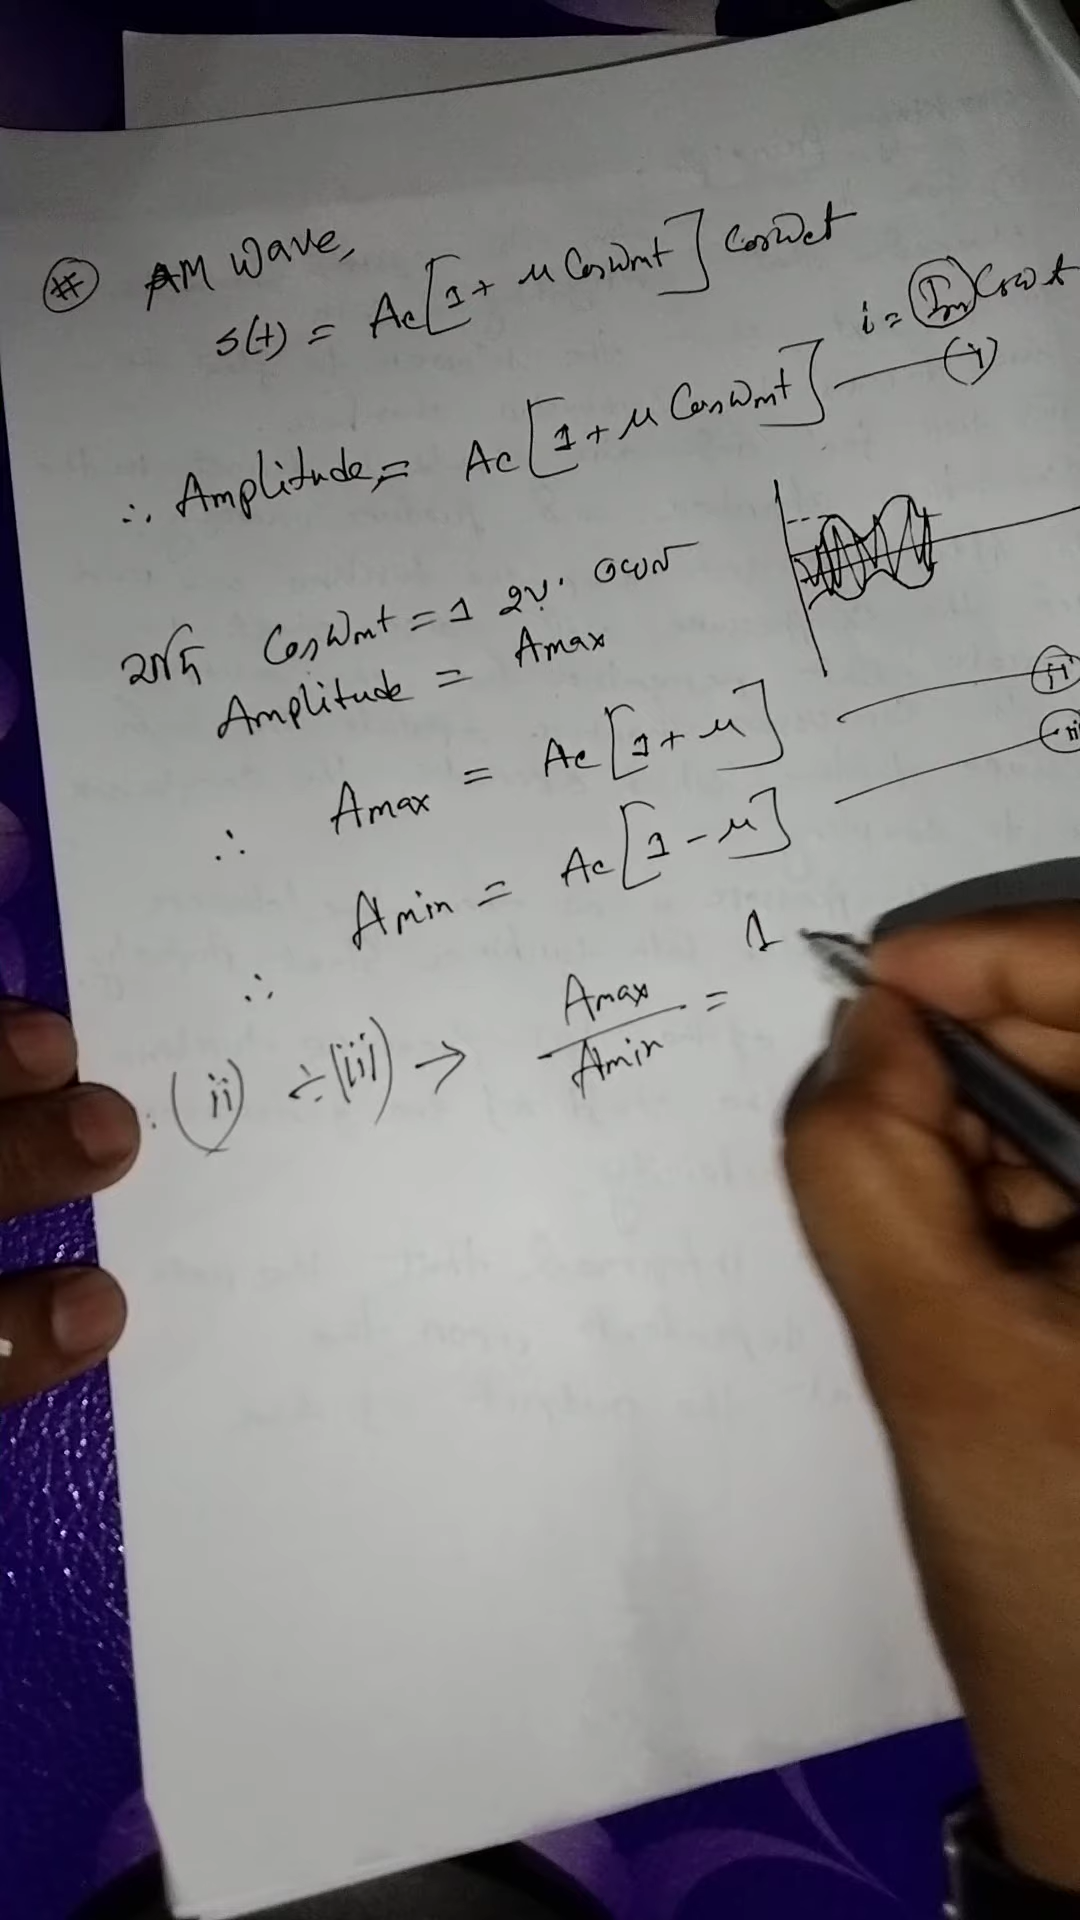 # AM Wave,
s(t) = Ac[1 + μ Cosωmt] Cosωct
i = Im Cosωt
∴ Amplitude, = Ac[1 + μ Cosωmt] — (i)
যদি Cosωmt = 1 হয়. তখন
Amplitude = Amax
∴ Amax = Ac[1 + μ] — (ii)
∴ Amin = Ac[1 - μ] — (iii)
(ii) ÷ (iii) → Amax/Amin = 1